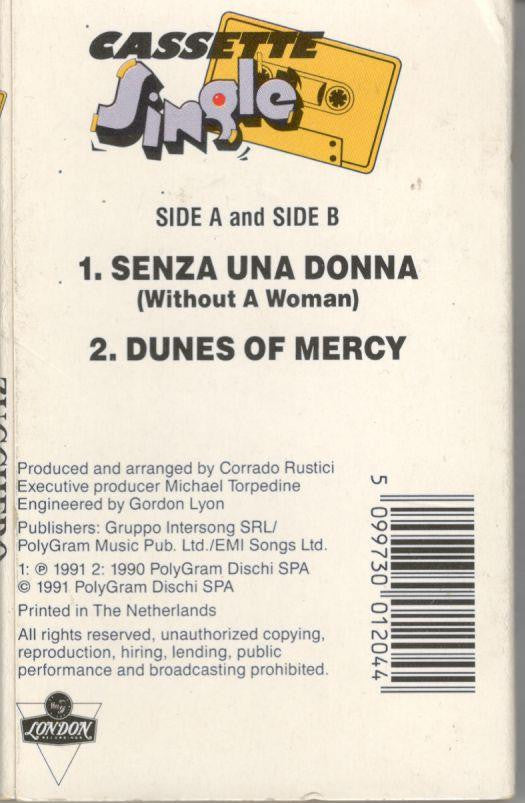 CASSETTE
Single
SIDE A and SIDE B
1. SENZA UNA DONNA
(Without A Woman)
2. DUNES OF MERCY
Produced and arranged by Corrado Rustici
Executive producer Michael Torpedine
Engineered by Gordon Lyon
Publishers: Gruppo Intersong SRL/
PolyGram Music Pub. Ltd./EMI Songs Ltd.
1: ℗ 1991 2: 1990 PolyGram Dischi SPA
© 1991 PolyGram Dischi SPA
Printed in The Netherlands
All rights reserved, unauthorized copying,
reproduction, hiring, lending, public
performance and broadcasting prohibited.
5 099730 012044
LONDON
RECORDINGS